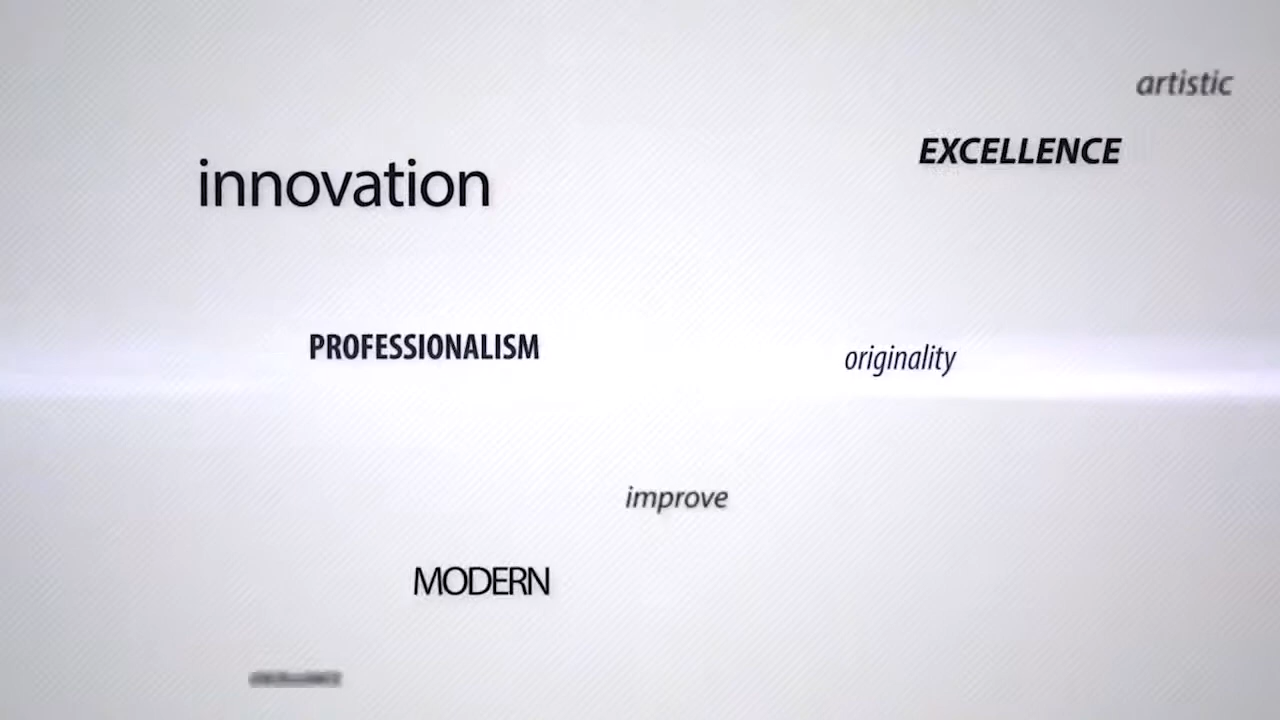 artistic
EXCELLENCE
innovation
PROFESSIONALISM
originality
improve
MODERN